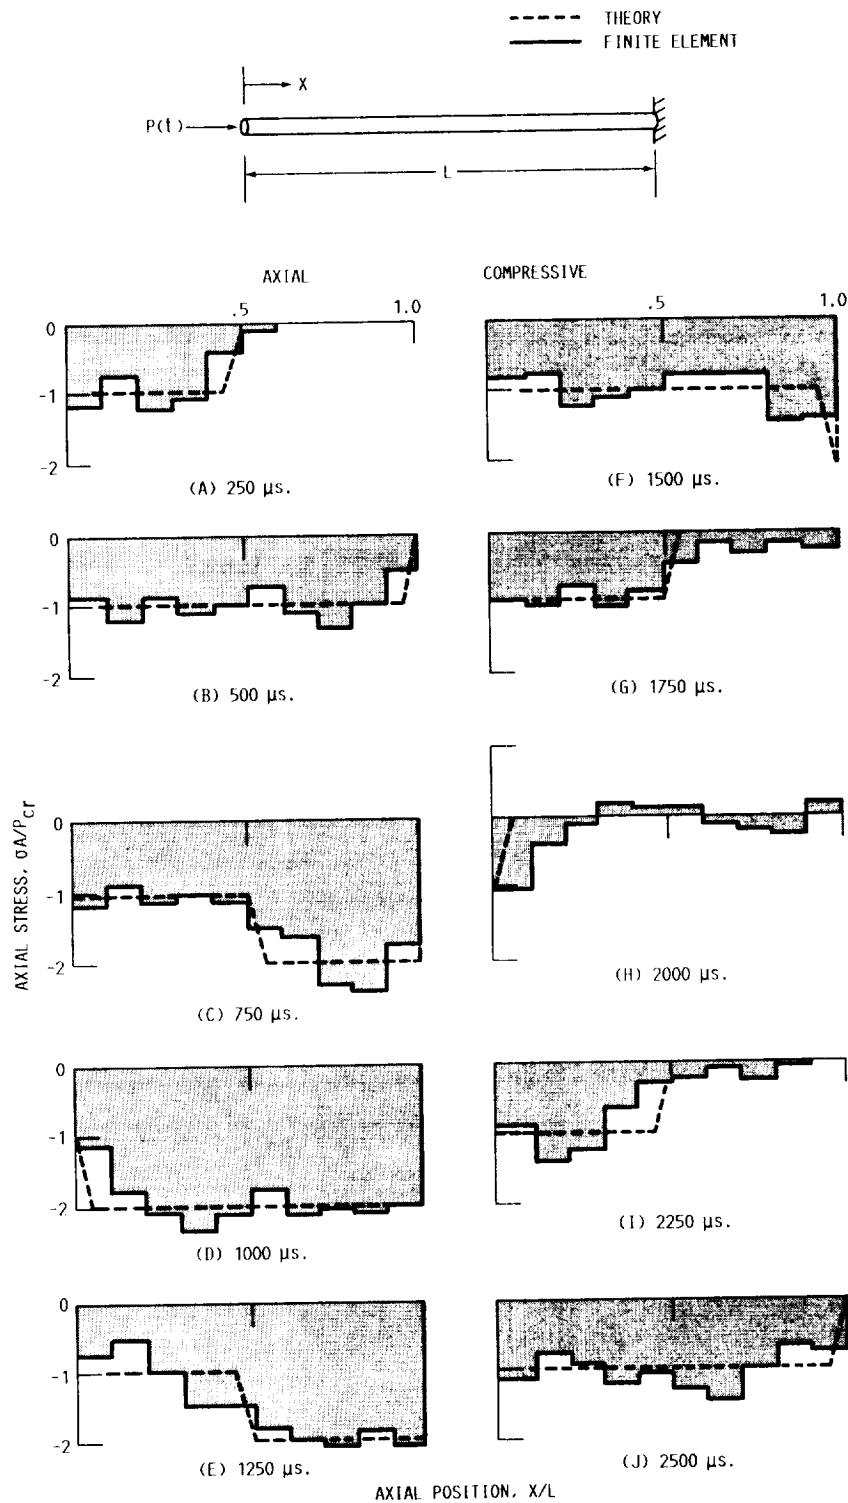 THEORY
FINITE ELEMENT
X
P(t)
L
AXIAL COMPRESSIVE
.5 1.0
0
-1
-2
(A) 250 µs.
.5 1.0
(F) 1500 µs.
0
-1
-2
(B) 500 µs.
(G) 1750 µs.
AXIAL STRESS, σA/Pcr
0
-1
-2
(C) 750 µs.
(H) 2000 µs.
0
-1
-2
(D) 1000 µs.
(I) 2250 µs.
0
-1
-2
(E) 1250 µs.
(J) 2500 µs.
AXIAL POSITION, X/L